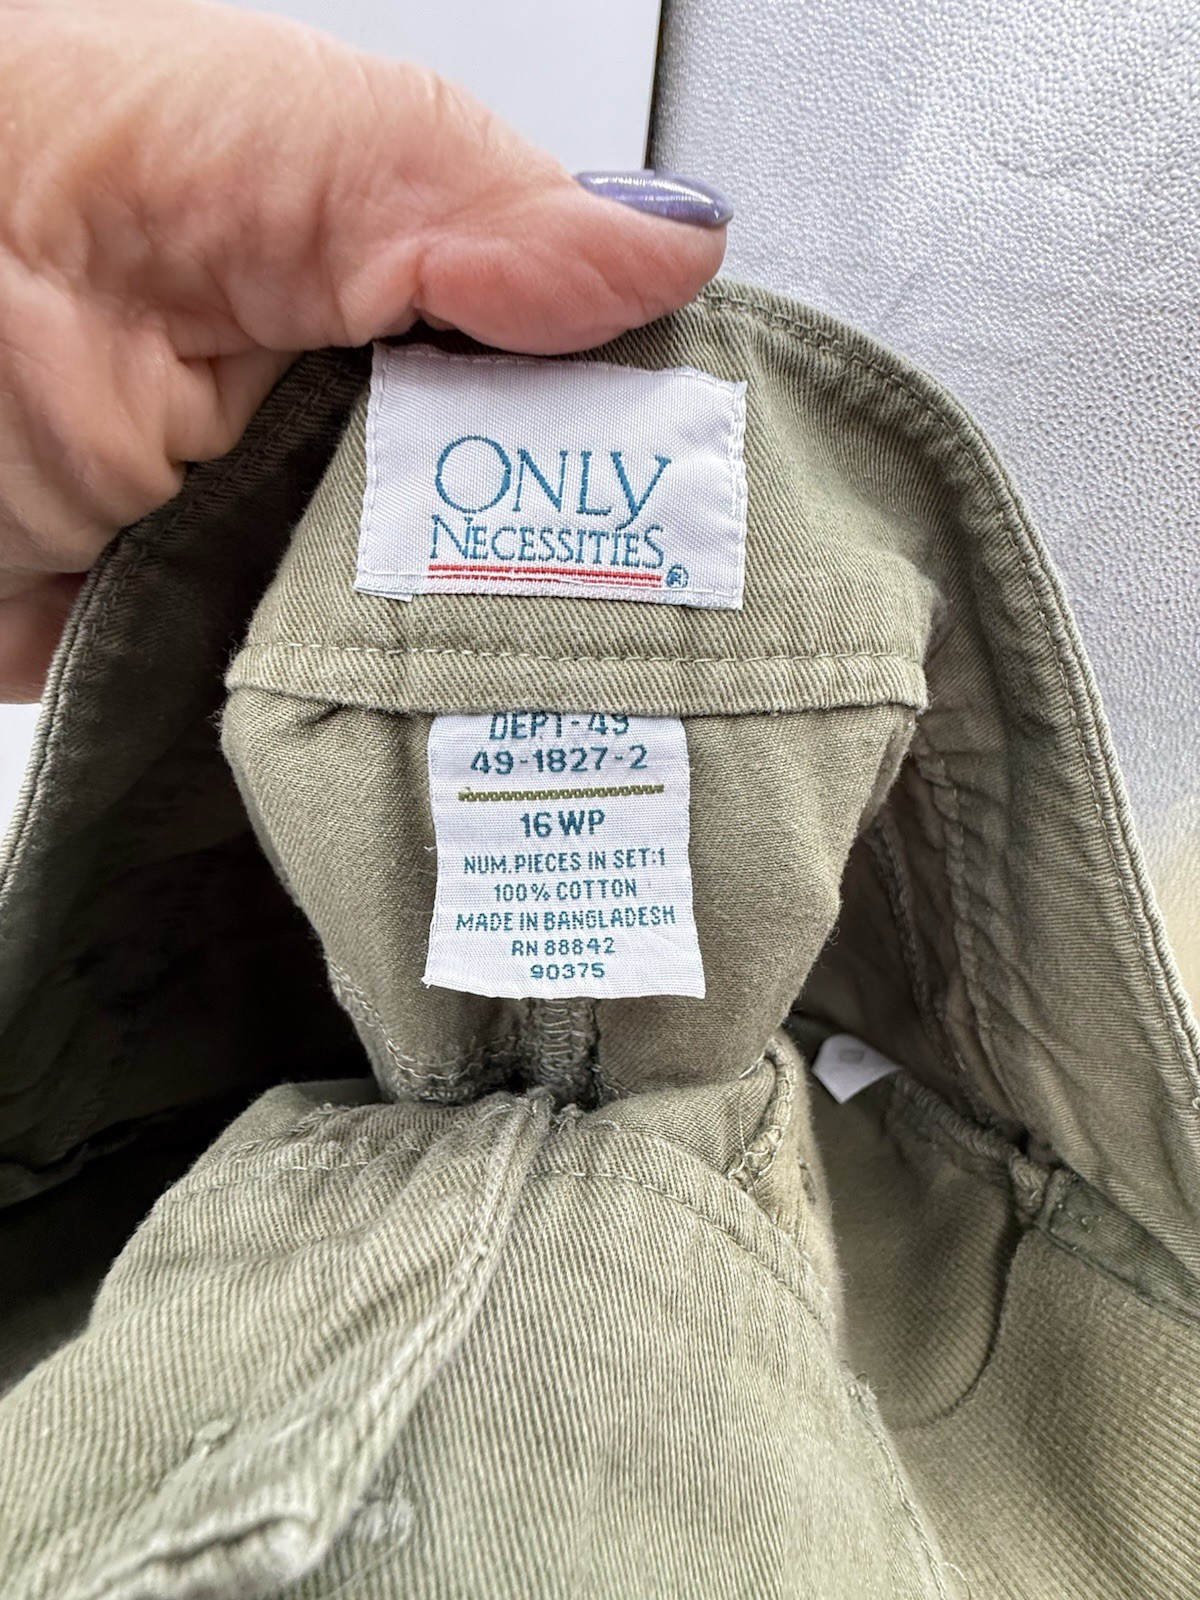 ONLY
NECESSITIES ®
DEPT-49
49-1827-2
16 WP
NUM. PIECES IN SET:1
100% COTTON
MADE IN BANGLADESH
RN 88842
90375